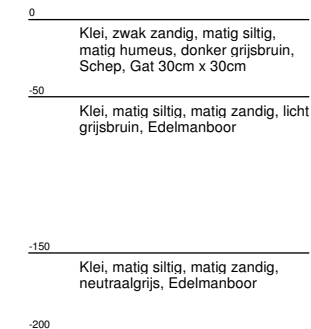 0
Klei, zwak zandig, matig siltig,
matig humeus, donker grijsbruin,
Schep, Gat 30cm x 30cm
-50
Klei, matig siltig, matig zandig, licht
grijsbruin, Edelmanboor
-150
Klei, matig siltig, matig zandig,
neutraalgrijs, Edelmanboor
-200